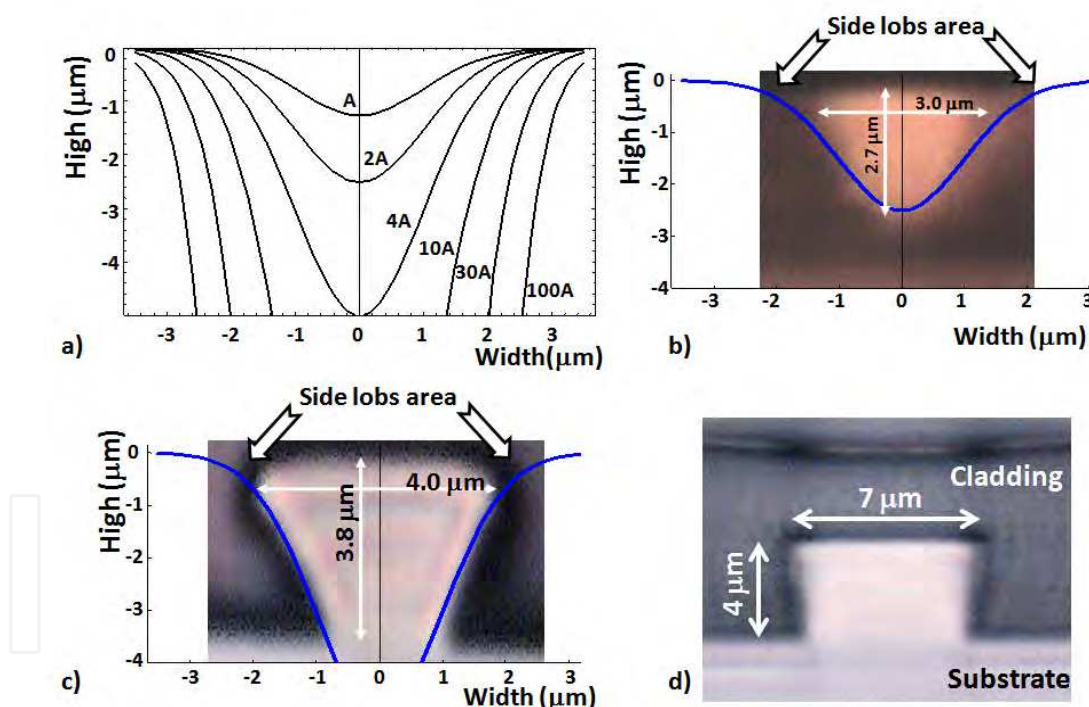 0
-1
-2
-3
-4
High (μm)
A
2A
4A
10A
30A
100A
-3 -2 -1 0 1 2 3
Width(μm)
a)
Side lobs area
0
-1
-2
-3
-4
High (μm)
3.0 μm
2.7 μm
-3 -2 -1 0 1 2 3
Width (μm)
b)
Side lobs area
0
-1
-2
-3
-4
High (μm)
4.0 μm
3.8 μm
-3 -2 -1 0 1 2 3
Width (μm)
c)
Cladding
7 μm
4 μm
Substrate
d)